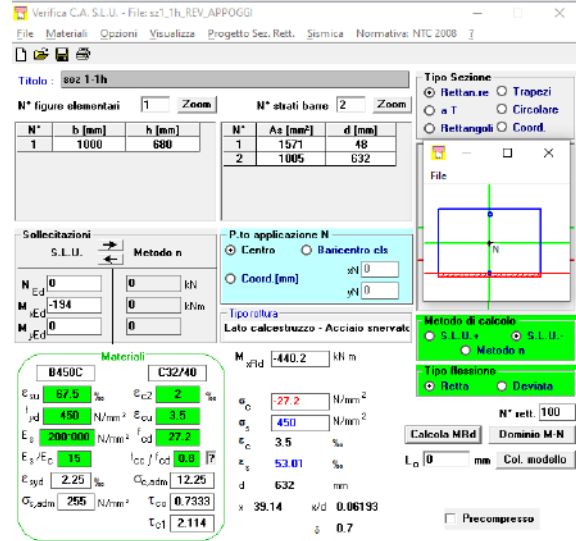 Verifica C.A. S.L.U. - File: sz1_1h_REV_APPOGGI
File Materiali Opzioni Visualizza Progetto Sez. Rett. Sismica Normativa: NTC 2008 ?
Titolo : sez 1-1h
N° figure elementari 1 Zoom N° strati barre 2 Zoom
N° b [mm] h [mm]
1 1000 680
N° As [mm²] d [mm]
1 1571 48
2 1005 632
Tipo Sezione
Rettan.re Trapezi
a T Circolare
Rettangoli Coord.
File
N
Sollecitazioni
S.L.U. Metodo n
N Ed 0 0 kN
M xEd -194 0 kNm
M yEd 0 0
P.to applicazione N
Centro Baricentro cls
Coord.[mm] xN 0
yN 0
Tipo rottura
Lato calcestruzzo - Acciaio snervato
Metodo di calcolo
S.L.U.+ S.L.U.-
Metodo n
Tipo flessione
Retta Deviata
N° rett. 100
Calcola MRd Dominio M-N
L₀ 0 mm Col. modello
Precompresso
Materiali
B450C C32/40
ε su 67.5 ‰ ε c2 2 ‰
f yd 450 N/mm² ε cu 3.5
E s 200'000 N/mm² f cd 27.2
E s /E c 15 f cc / f cd 0.8 ?
ε syd 2.25 ‰ σ c,adm 12.25
σ s,adm 255 N/mm² τ co 0.7333
τ c1 2.114
M xRd -440.2 kN m
σ c -27.2 N/mm²
σ s 450 N/mm²
ε c 3.5 ‰
ε s 53.01 ‰
d 632 mm
x 39.14 x/d 0.06193
δ 0.7